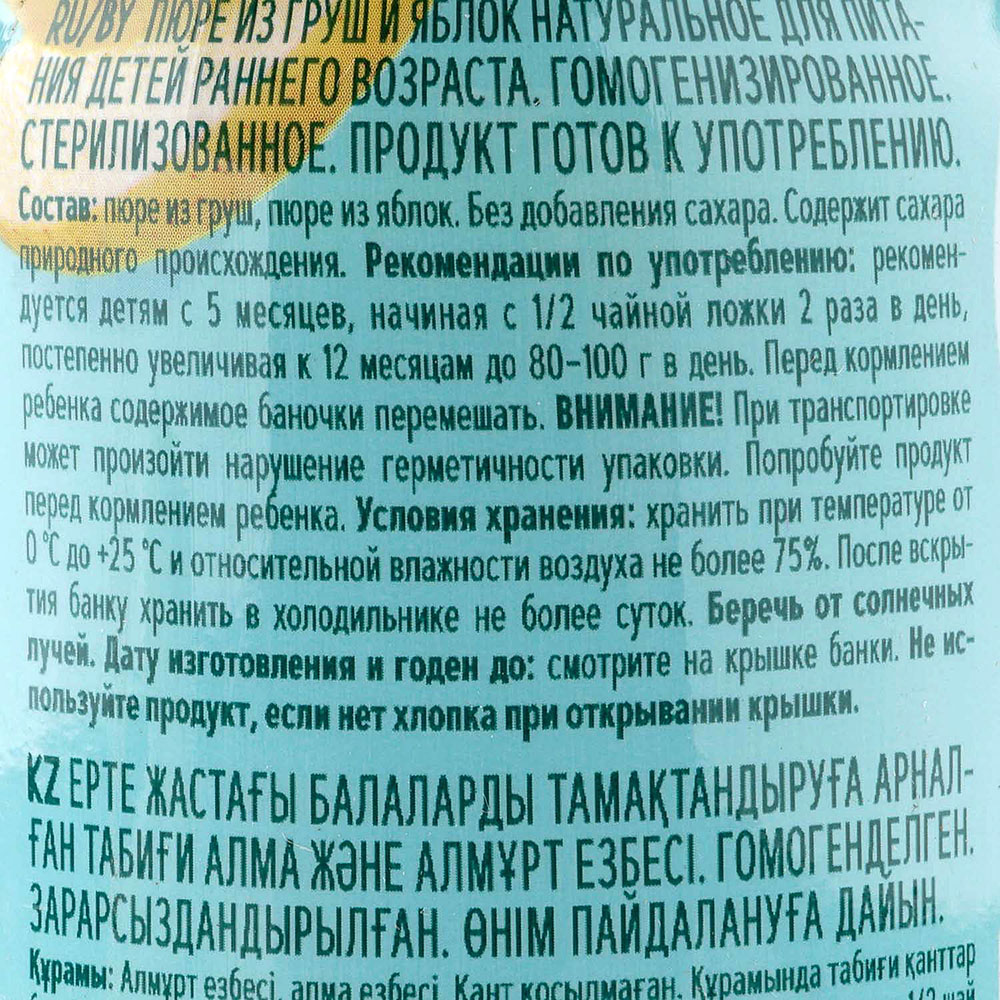 RU/BY ПЮРЕ ИЗ ГРУШ И ЯБЛОК НАТУРАЛЬНОЕ ДЛЯ ПИТА-
НИЯ ДЕТЕЙ РАННЕГО ВОЗРАСТА. ГОМОГЕНИЗИРОВАННОЕ.
СТЕРИЛИЗОВАННОЕ. ПРОДУКТ ГОТОВ К УПОТРЕБЛЕНИЮ.
Состав: пюре из груш, пюре из яблок. Без добавления сахара. Содержит сахара
природного происхождения. Рекомендации по употреблению: рекомен-
дуется детям с 5 месяцев, начиная с 1/2 чайной ложки 2 раза в день,
постепенно увеличивая к 12 месяцам до 80-100 г в день. Перед кормлением
ребенка содержимое баночки перемешать. ВНИМАНИЕ! При транспортировке
может произойти нарушение герметичности упаковки. Попробуйте продукт
перед кормлением ребенка. Условия хранения: хранить при температуре от
0 °С до +25 °С и относительной влажности воздуха не более 75%. После вскры-
тия банку хранить в холодильнике не более суток. Беречь от солнечных
лучей. Дату изготовления и годен до: смотрите на крышке банки. Не ис-
пользуйте продукт, если нет хлопка при открывании крышки.
KZ ЕРТЕ ЖАСТАҒЫ БАЛАЛАРДЫ ТАМАҚТАНДЫРУҒА АРНАЛ-
ҒАН ТАБИҒИ АЛМА ЖӘНЕ АЛМҰРТ ЕЗБЕСІ. ГОМОГЕНДЕЛГЕН.
ЗАРАРСЫЗДАНДЫРЫЛҒАН. ӨНІМ ПАЙДАЛАНУҒА ДАЙЫН.
Құрамы: Алмұрт езбесі, алма езбесі. Қант қосылмаған. Құрамында табиғи қанттар
1/2 шай